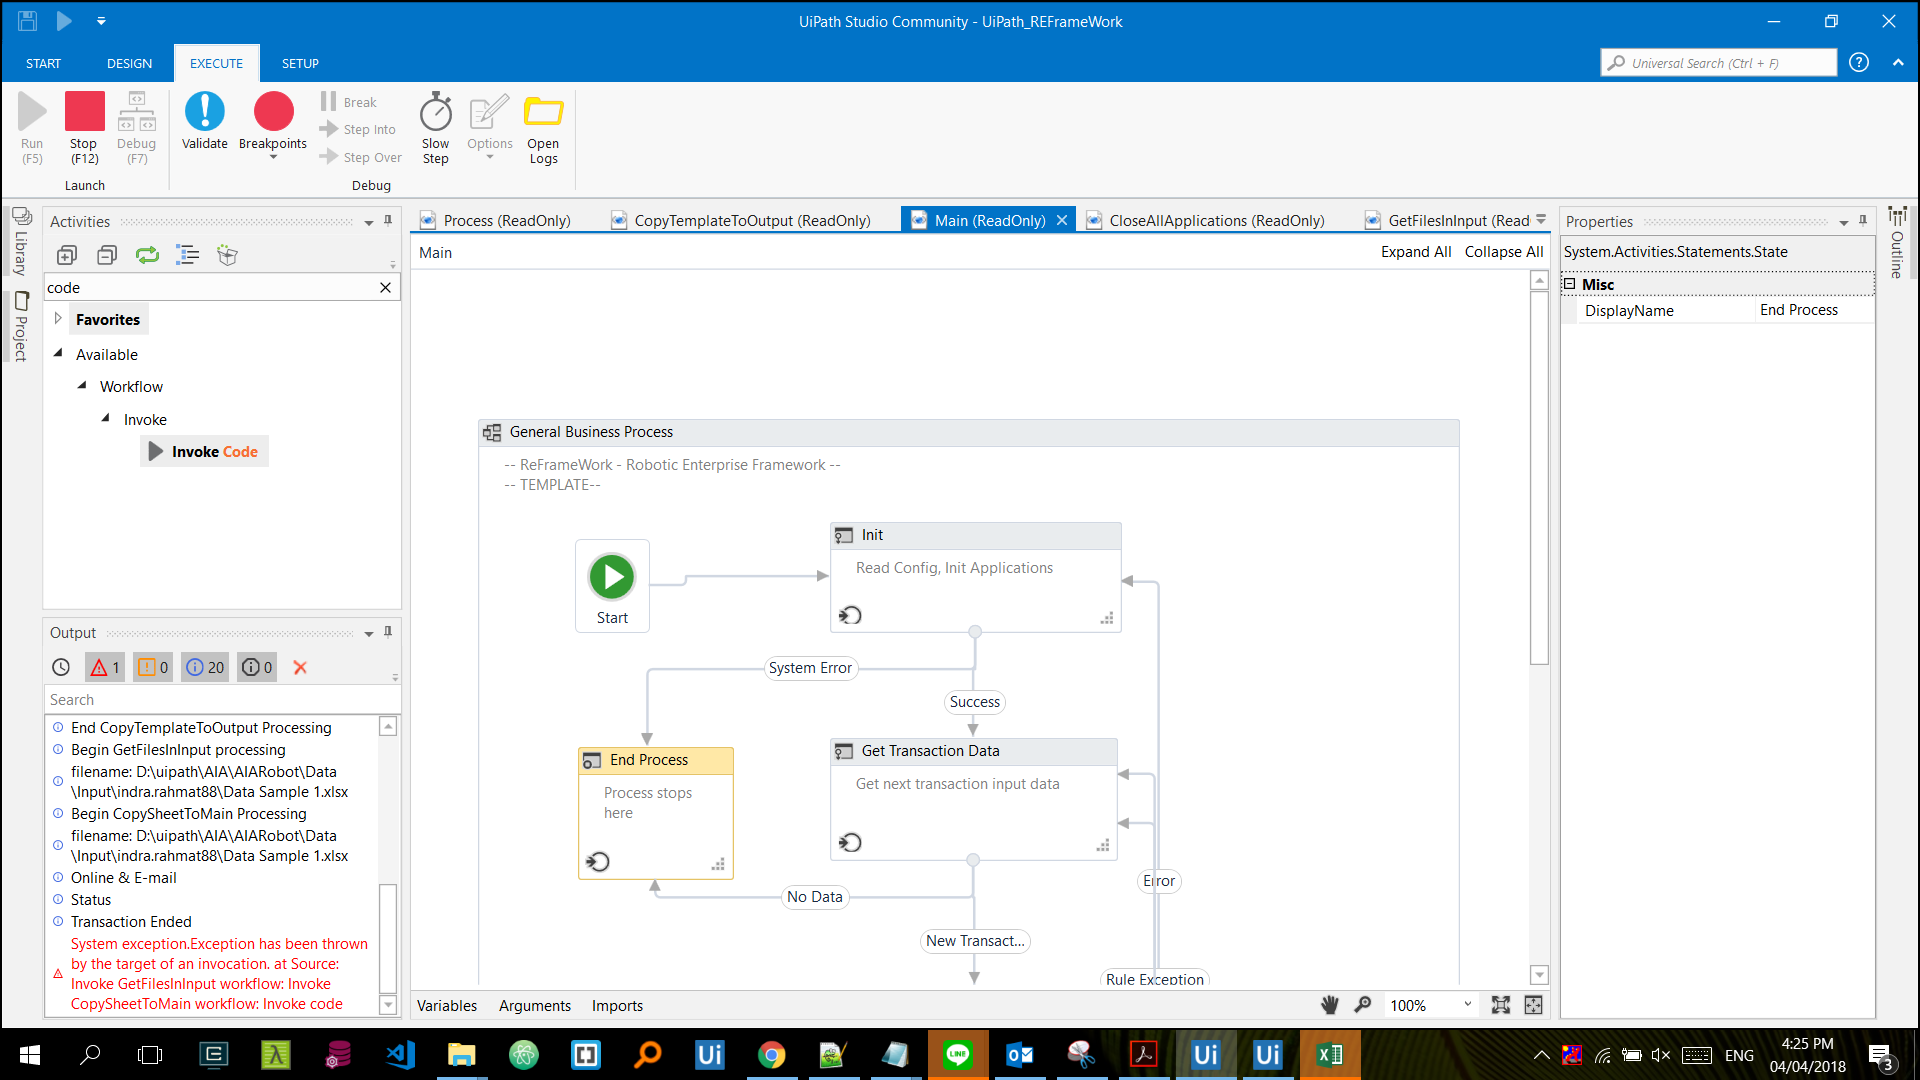 UiPath Studio Community - UiPath_REFrameWork
START DESIGN EXECUTE SETUP
Universal Search (Ctrl + F)
Run (F5)
Stop (F12)
Debug (F7)
Launch
Validate
Breakpoints
Break
Step Into
Step Over
Slow Step
Options
Open Logs
Debug
Library
Project
Activities
code
Favorites
Available
Workflow
Invoke
Invoke Code
Output
1 0 20 0
Search
End CopyTemplateToOutput Processing
Begin GetFilesInInput processing
filename: D:\uipath\AIA\AIARobot\Data
\Input\indra.rahmat88\Data Sample 1.xlsx
Begin CopySheetToMain Processing
filename: D:\uipath\AIA\AIARobot\Data
\Input\indra.rahmat88\Data Sample 1.xlsx
Online & E-mail
Status
Transaction Ended
System exception.Exception has been thrown
by the target of an invocation. at Source:
Invoke GetFilesInInput workflow: Invoke
CopySheetToMain workflow: Invoke code
Process (ReadOnly)
CopyTemplateToOutput (ReadOnly)
Main (ReadOnly)
CloseAllApplications (ReadOnly)
GetFilesInInput (Read
Main
Expand All Collapse All
General Business Process
-- ReFrameWork - Robotic Enterprise Framework --
-- TEMPLATE--
Start
Init
Read Config, Init Applications
System Error
Success
End Process
Process stops
here
Get Transaction Data
Get next transaction input data
No Data
Error
New Transact...
Rule Exception
Variables Arguments Imports
100%
Properties
System.Activities.Statements.State
Misc
DisplayName End Process
Outline
ENG
4:25 PM
04/04/2018
3